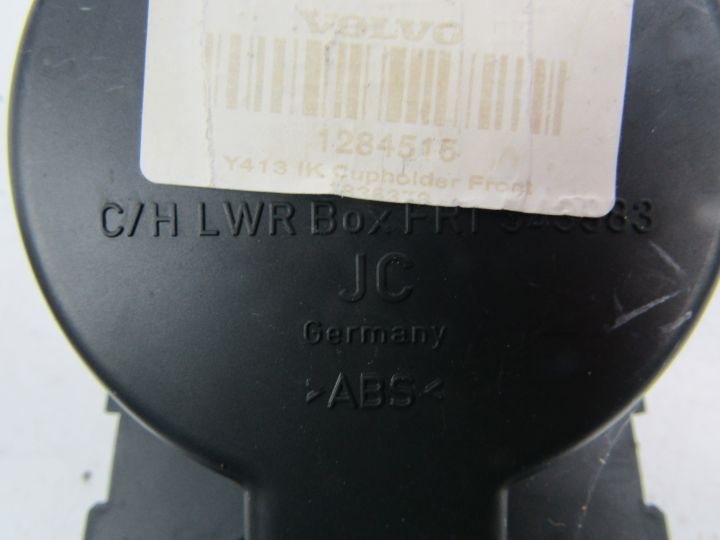 VOLVO
1284515
Y413 IK Cupholder Front
C/H LWR Box FRT
JC
Germany
>ABS<